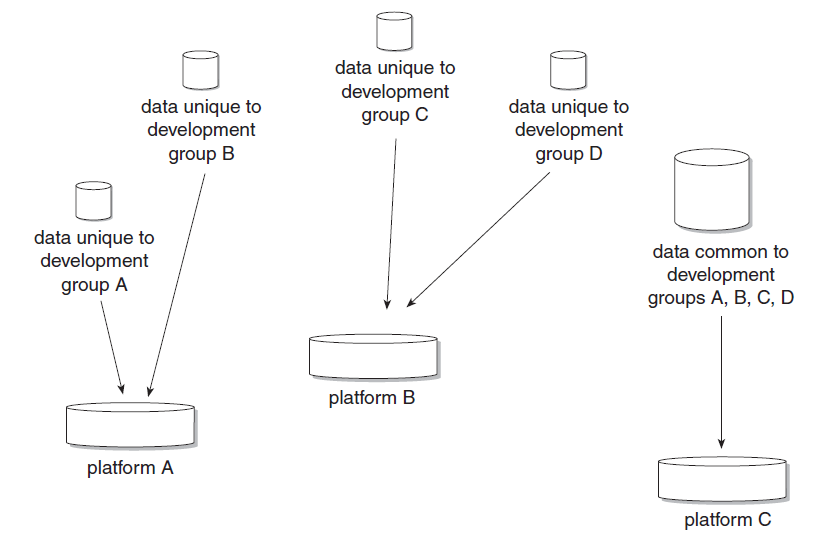 data unique to
development
group C
data unique to
development
group B
data unique to
development
group D
data unique to
development
group A
data common to
development
groups A, B, C, D
platform B
platform A
platform C